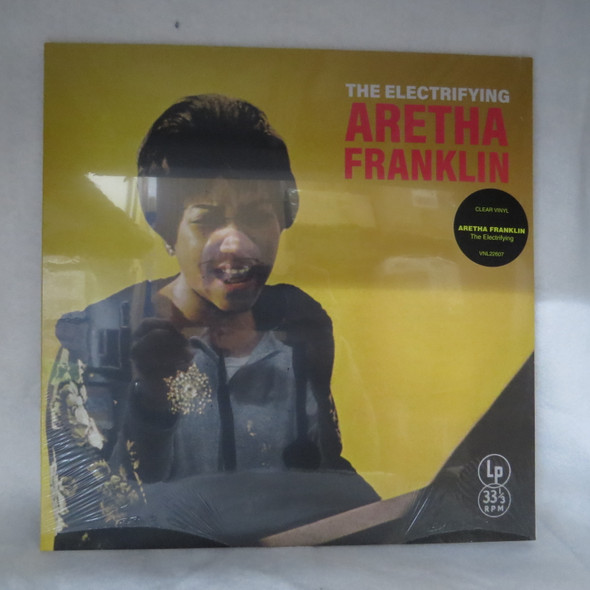 THE ELECTRIFYING
ARETHA
FRANKLIN
CLEAR VINYL
ARETHA FRANKLIN
The Electrifying
VNL22607
Lp
33⅓
RPM